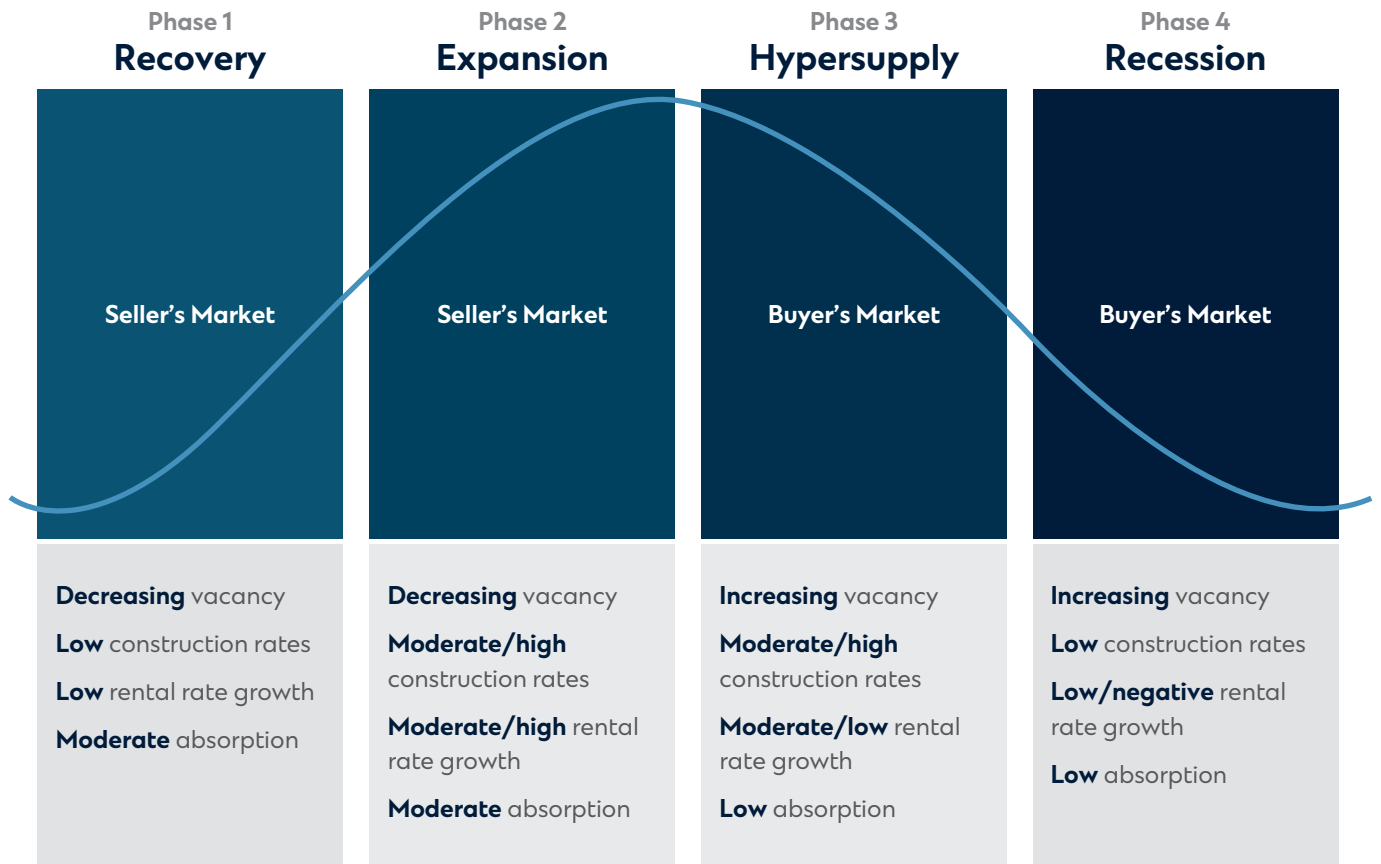 Phase 1
Recovery
Seller’s Market
Decreasing vacancy
Low construction rates
Low rental rate growth
Moderate absorption
Phase 2
Expansion
Seller’s Market
Decreasing vacancy
Moderate/high
construction rates
Moderate/high rental
rate growth
Moderate absorption
Phase 3
Hypersupply
Buyer’s Market
Increasing vacancy
Moderate/high
construction rates
Moderate/low rental
rate growth
Low absorption
Phase 4
Recession
Buyer’s Market
Increasing vacancy
Low construction rates
Low/negative rental
rate growth
Low absorption